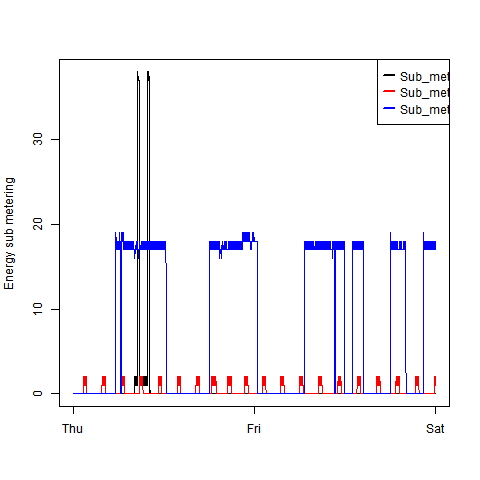 Sub_met
Sub_met
Sub_met
Energy sub metering
30
20
10
0
Thu Fri Sat